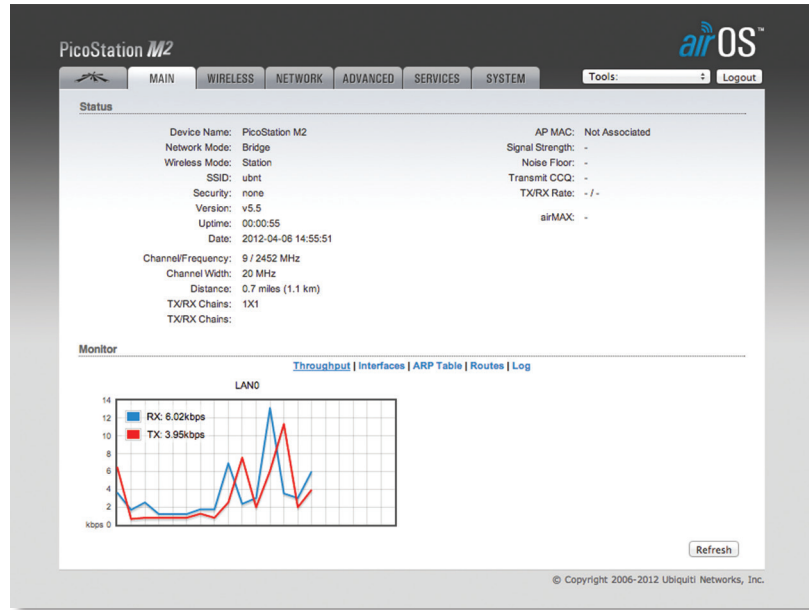 PicoStation M2
airOS™
MAIN WIRELESS NETWORK ADVANCED SERVICES SYSTEM Tools: Logout
Status
Device Name: PicoStation M2
Network Mode: Bridge
Wireless Mode: Station
SSID: ubnt
Security: none
Version: v5.5
Uptime: 00:00:55
Date: 2012-04-06 14:55:51
Channel/Frequency: 9 / 2452 MHz
Channel Width: 20 MHz
Distance: 0.7 miles (1.1 km)
TX/RX Chains: 1X1
TX/RX Chains:
AP MAC: Not Associated
Signal Strength: -
Noise Floor: -
Transmit CCQ: -
TX/RX Rate: - / -
airMAX: -
Monitor
Throughput | Interfaces | ARP Table | Routes | Log
LAN0
14
12
10
8
6
4
2
kbps 0
RX: 6.02kbps
TX: 3.95kbps
Refresh
© Copyright 2006-2012 Ubiquiti Networks, Inc.